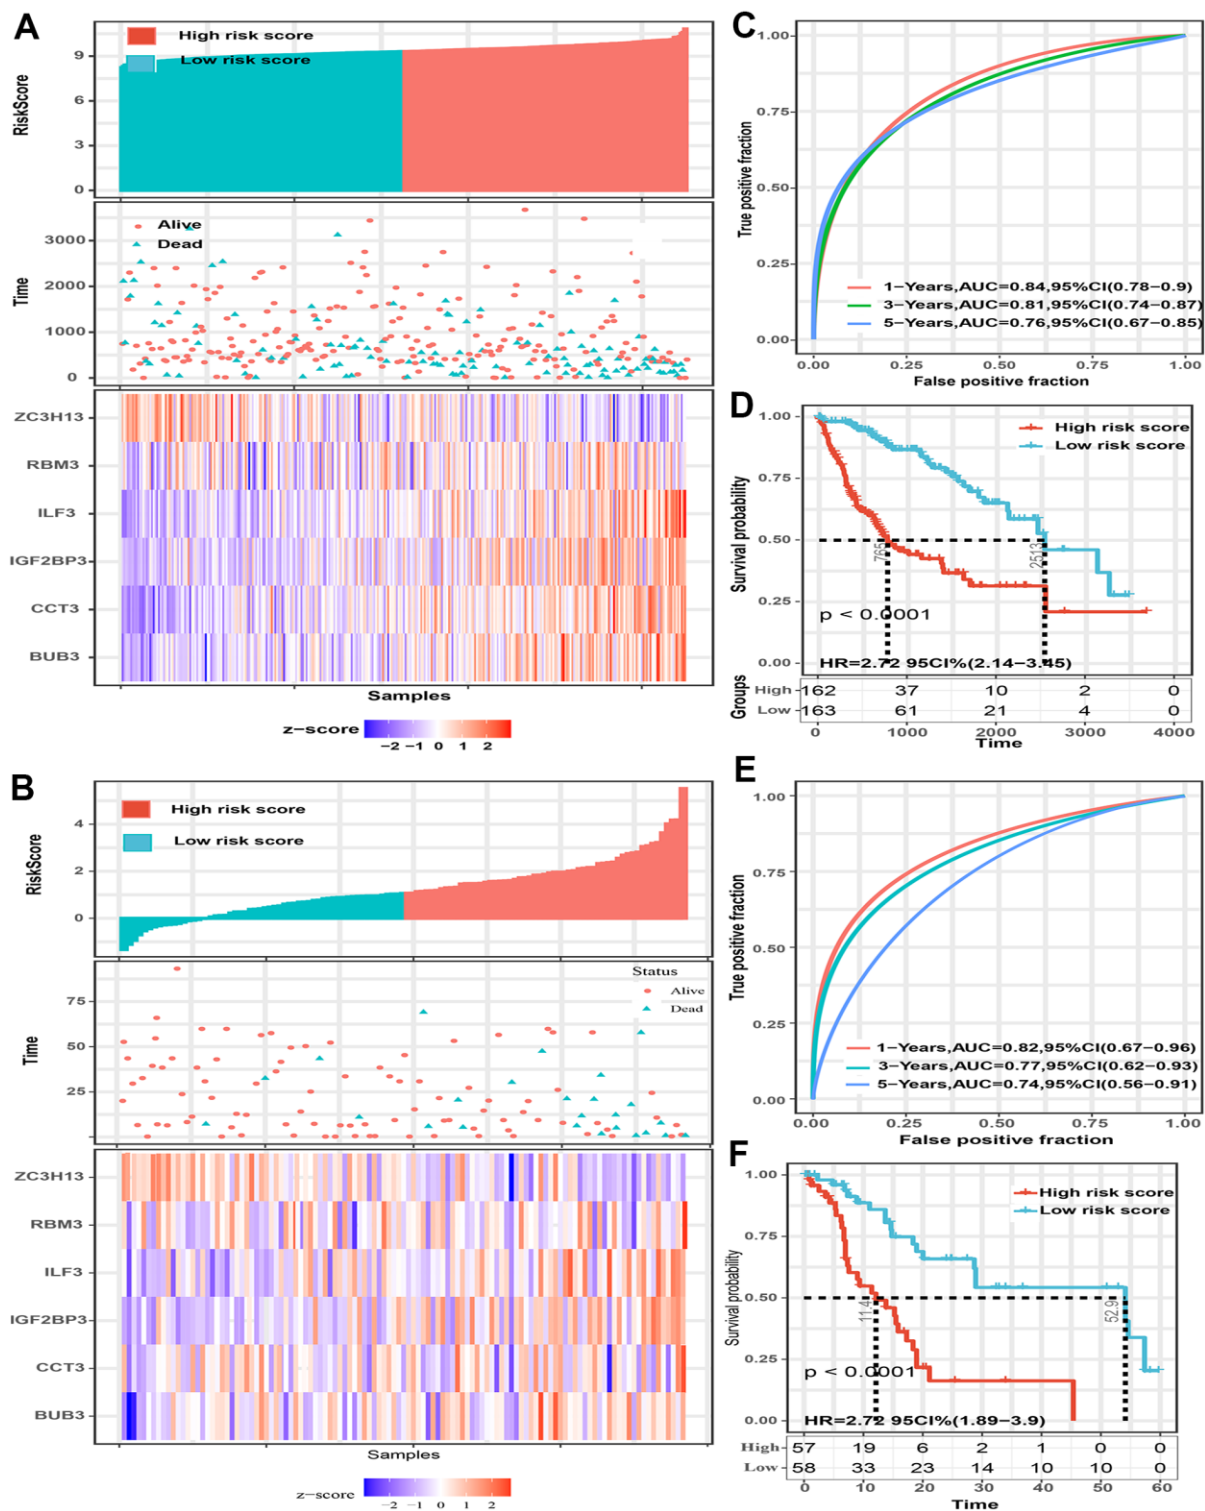 A
High risk score
Low risk score
RiskScore
9
6
3
0
Alive
Dead
Time
3000
2000
1000
0
ZC3H13
RBM3
ILF3
IGF2BP3
CCT3
BUB3
Samples
z-score
-2 -1 0 1 2
C
True positive fraction
1.00
0.75
0.50
0.25
0.00
1-Years,AUC=0.84,95%CI(0.78-0.9)
3-Years,AUC=0.81,95%CI(0.74-0.87)
5-Years,AUC=0.76,95%CI(0.67-0.85)
0.00 0.25 0.50 0.75 1.00
False positive fraction
D
Survival probability
1.00
0.75
0.50
0.25
0.00
High risk score
Low risk score
765
2513
p < 0.0001
HR=2.72 95CI%(2.14-3.45)
Groups
High 162 37 10 2 0
Low 163 61 21 4 0
0 1000 2000 3000 4000
Time
B
High risk score
Low risk score
RiskScore
4
2
0
Status
Alive
Dead
Time
75
50
25
ZC3H13
RBM3
ILF3
IGF2BP3
CCT3
BUB3
Samples
z-score
-2 -1 0 1 2
E
True positive fraction
1.00
0.75
0.50
0.25
0.00
1-Years,AUC=0.82,95%CI(0.67-0.96)
3-Years,AUC=0.77,95%CI(0.62-0.93)
5-Years,AUC=0.74,95%CI(0.56-0.91)
0.00 0.25 0.50 0.75 1.00
False positive fraction
F
Survival probability
1.00
0.75
0.50
0.25
0.00
High risk score
Low risk score
11.4
52.9
p < 0.0001
HR=2.72 95CI%(1.89-3.9)
High 57 19 6 2 1 0 0
Low 58 33 23 14 10 10 0
0 10 20 30 40 50 60
Time